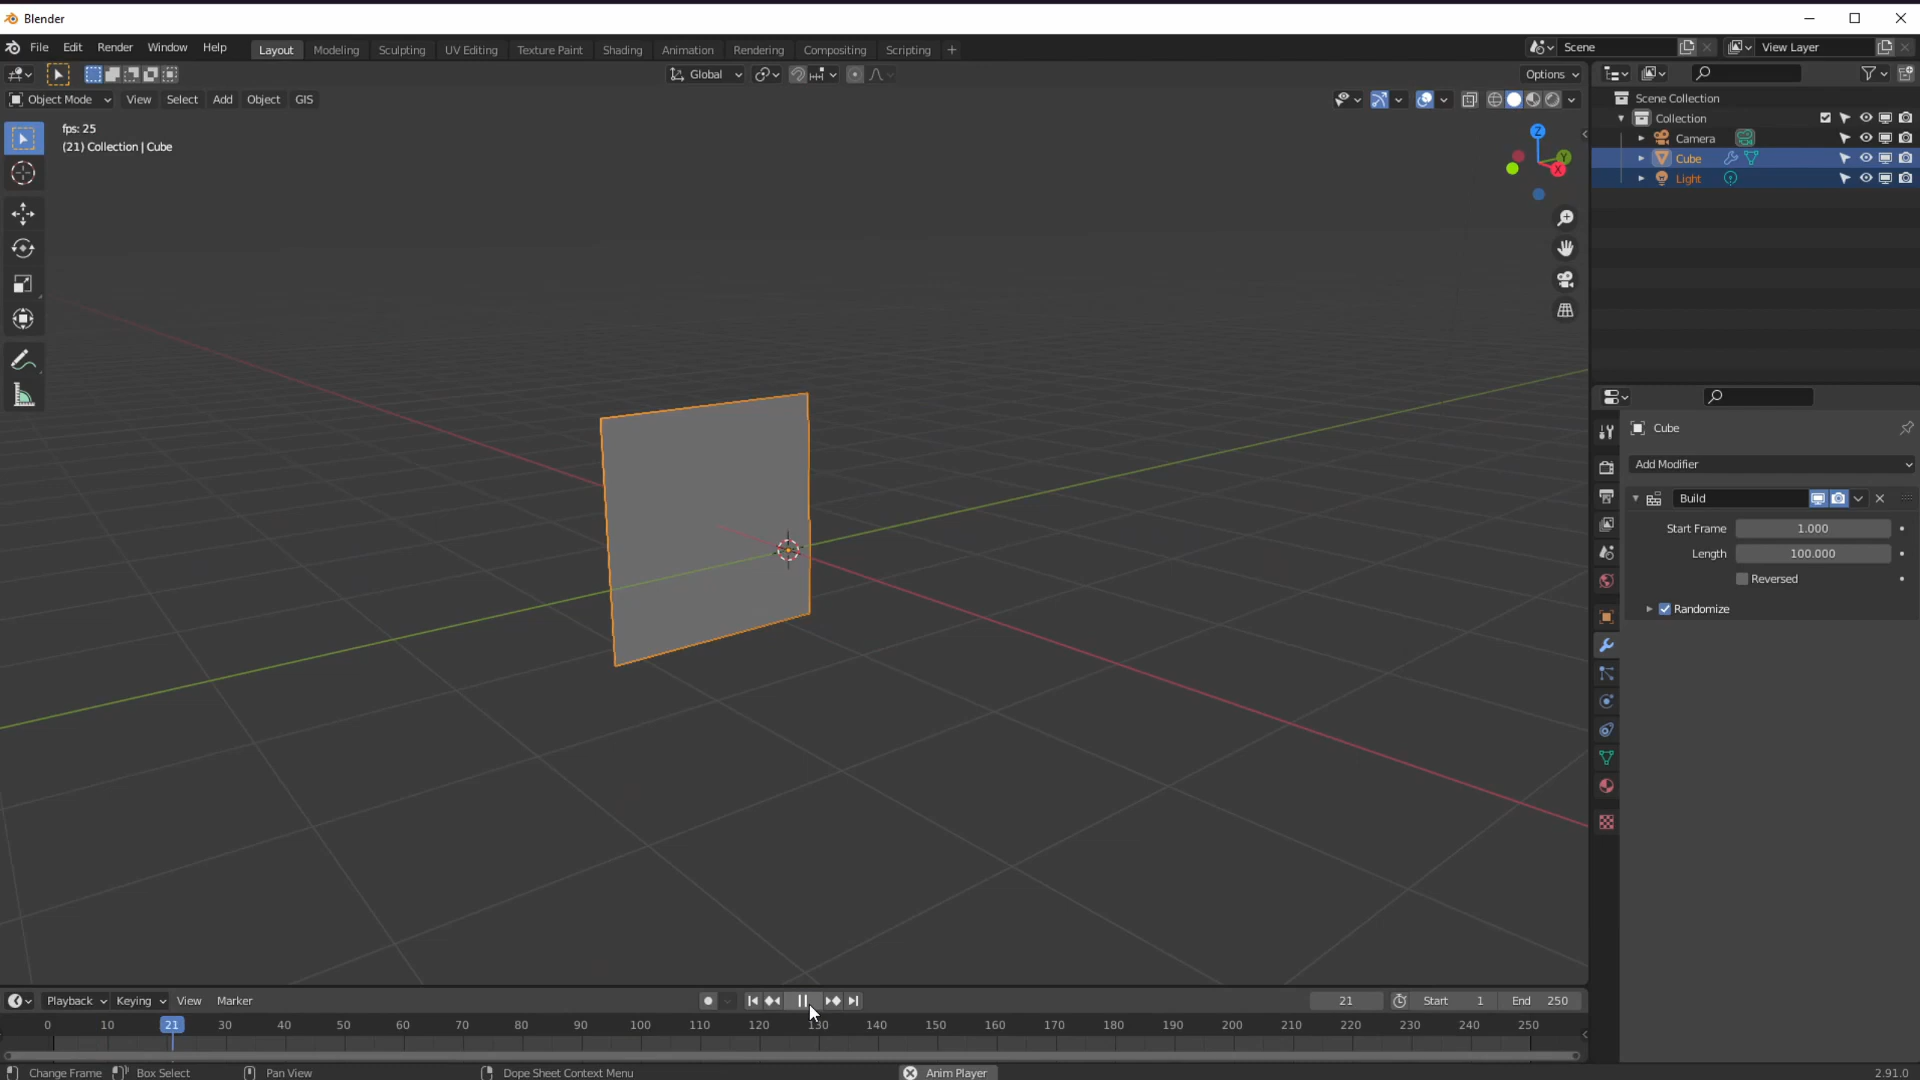 Blender
File Edit Render Window Help Layout Modeling Sculpting UV Editing Texture Paint Shading Animation Rendering Compositing Scripting + Scene View Layer
Global Options
Object Mode View Select Add Object GIS
fps: 25
(21) Collection | Cube
Z
Y
X
Scene Collection
Collection
Camera
Cube
Light
Cube
Add Modifier
Build
Start Frame 1.000
Length 100.000
Reversed
Randomize
Playback Keying View Marker 21 Start 1 End 250
0 10 21 30 40 50 60 70 80 90 100 110 120 130 140 150 160 170 180 190 200 210 220 230 240 250
Change Frame Box Select Pan View Dope Sheet Context Menu Anim Player 2.91.0